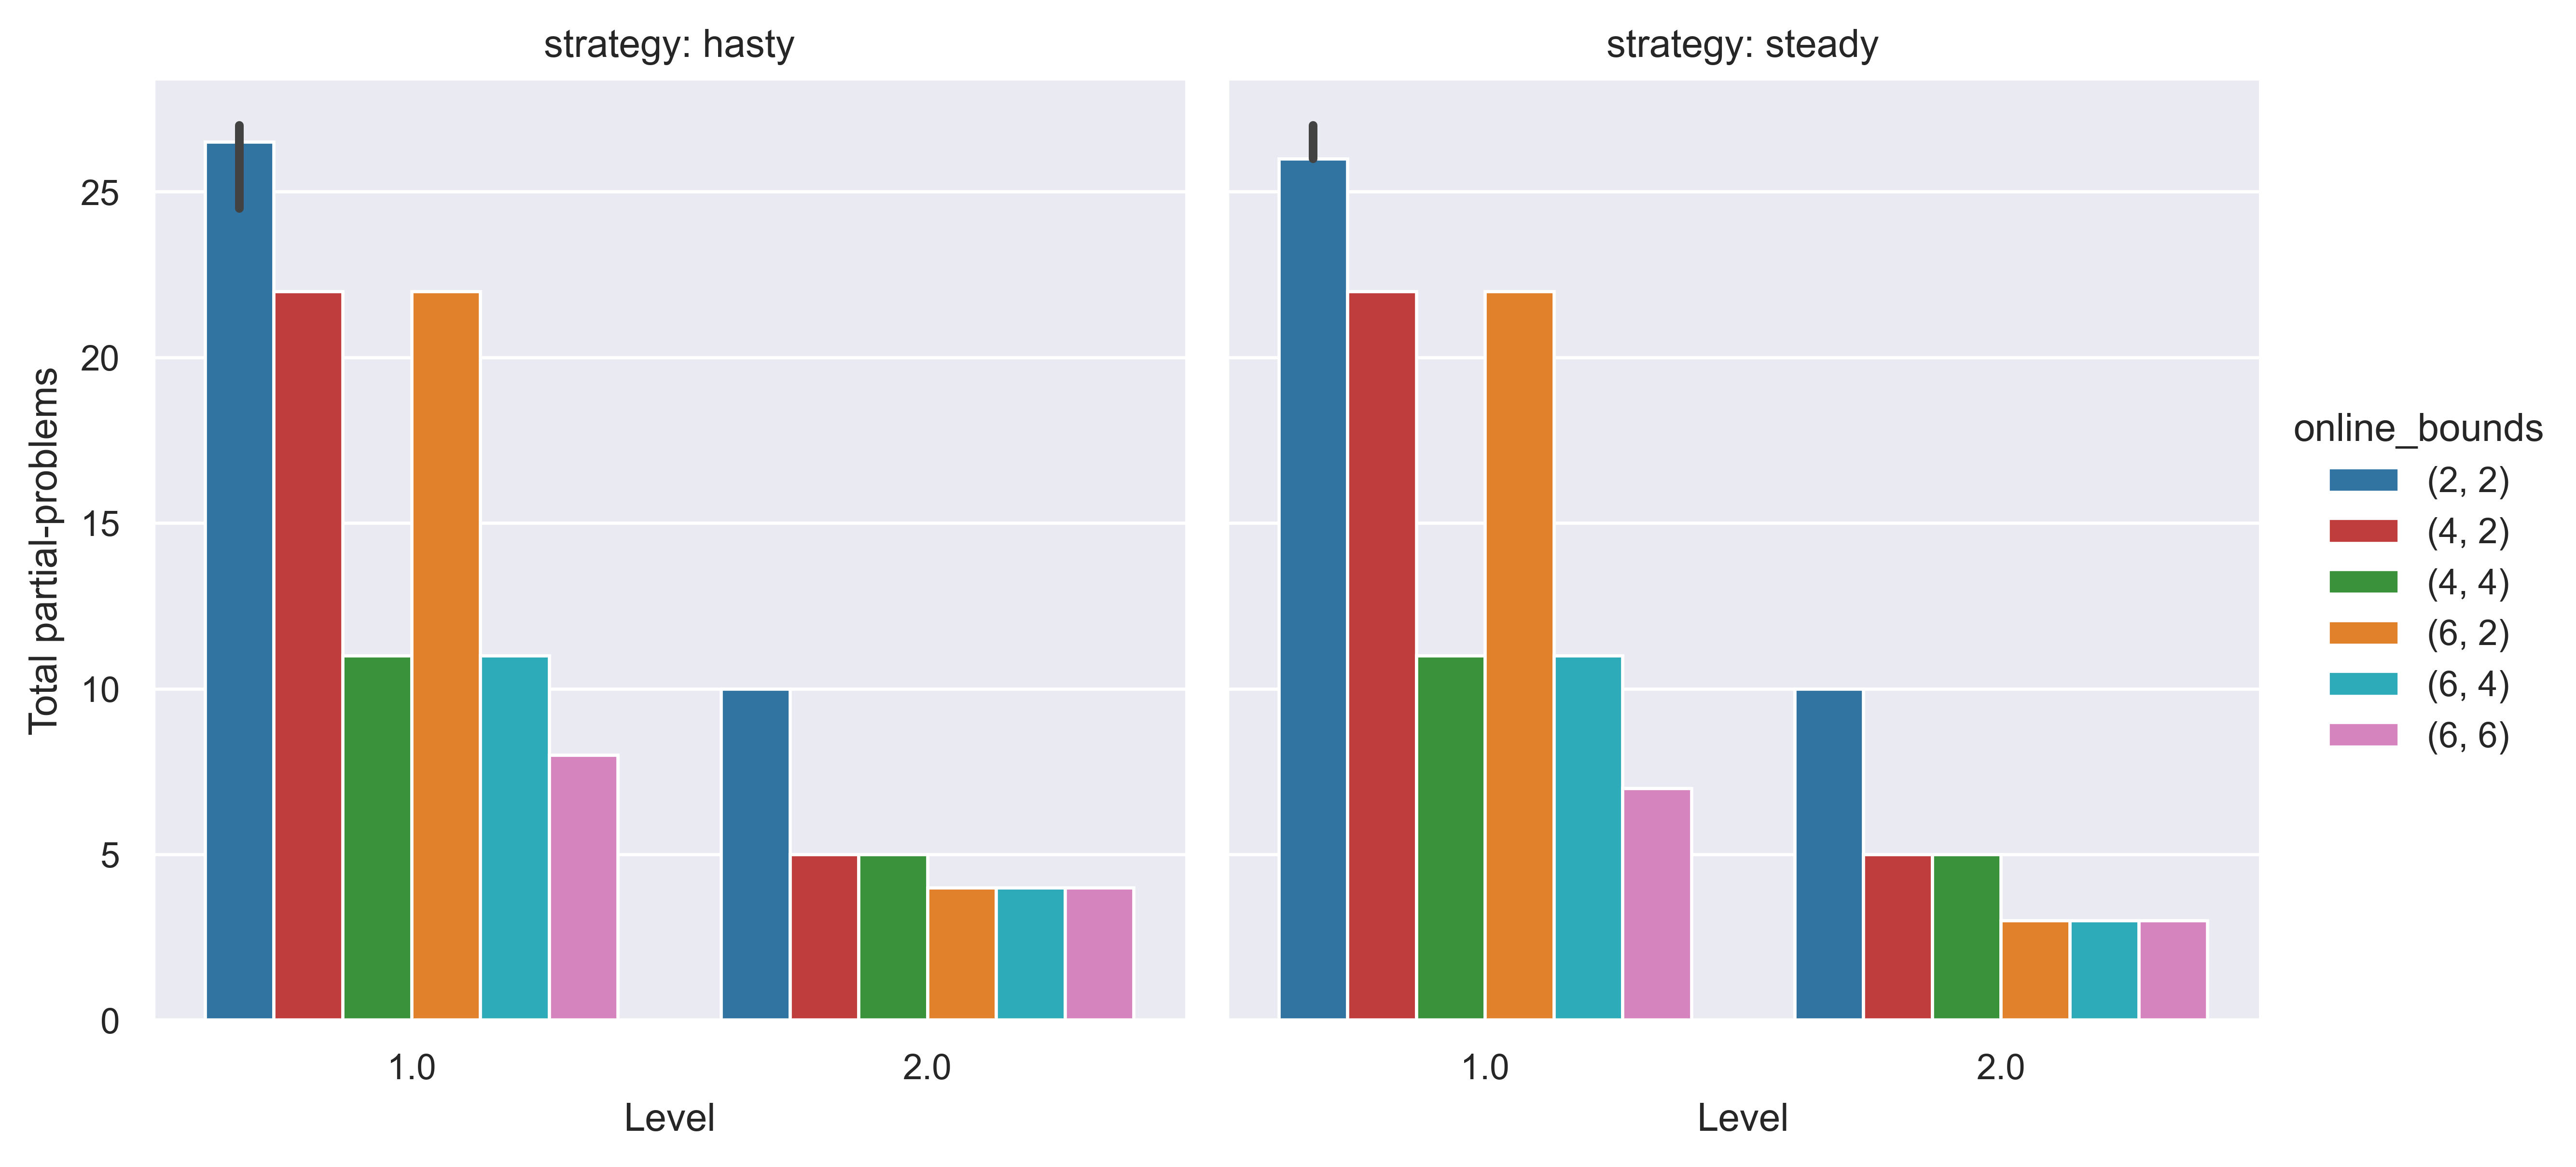 strategy: hasty
strategy: steady
Total partial-problems
25
20
15
10
5
0
1.0
2.0
Level
1.0
2.0
Level
online_bounds
(2, 2)
(4, 2)
(4, 4)
(6, 2)
(6, 4)
(6, 6)